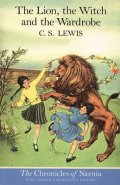 The Lion, the Witch
and the Wardrobe
C. S. LEWIS
The Chronicles of Narnia